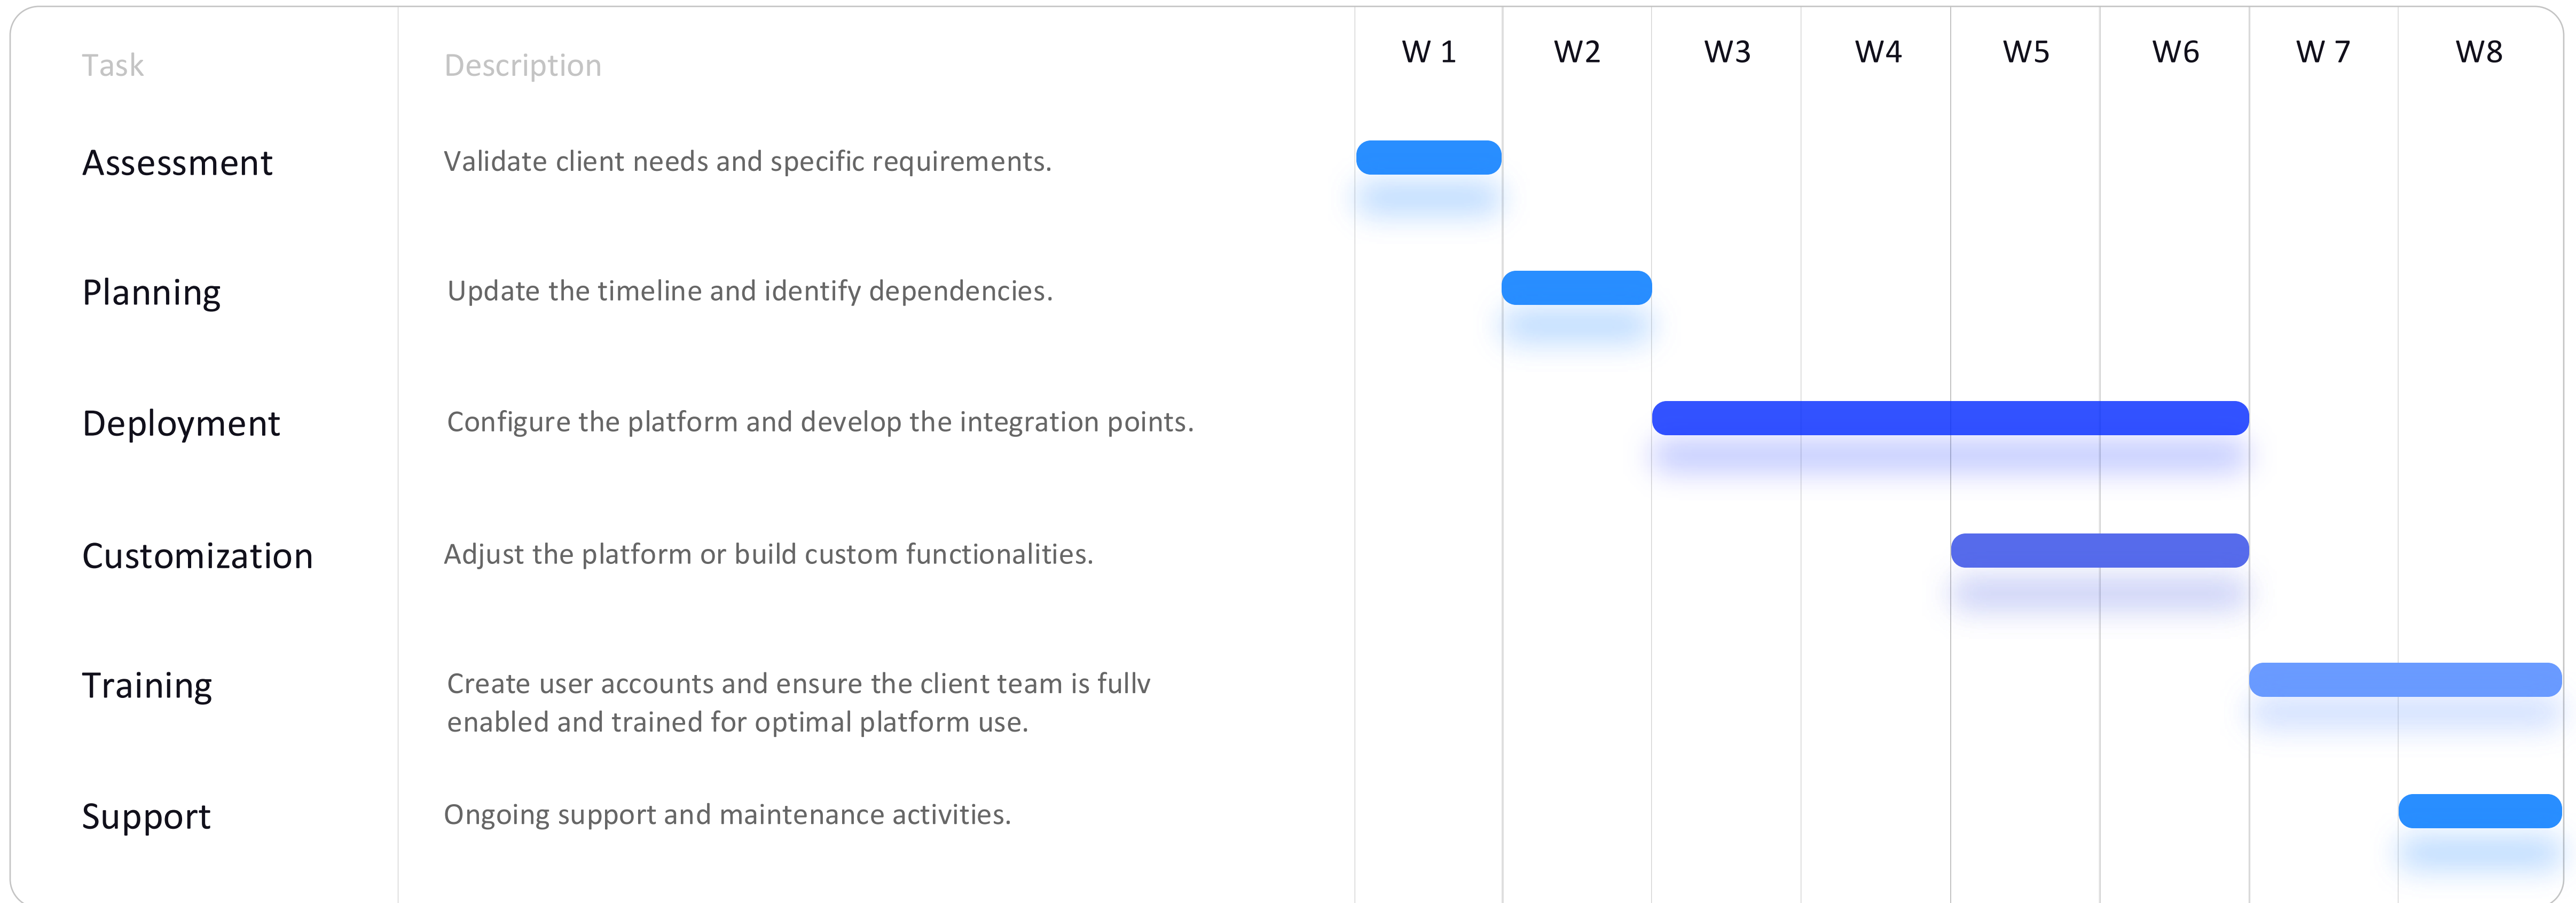 Task Description W 1 W2 W3 W4 W5 W6 W 7 W8
Assessment Validate client needs and specific requirements.
Planning Update the timeline and identify dependencies.
Deployment Configure the platform and develop the integration points.
Customization Adjust the platform or build custom functionalities.
Training Create user accounts and ensure the client team is fully
enabled and trained for optimal platform use.
Support Ongoing support and maintenance activities.